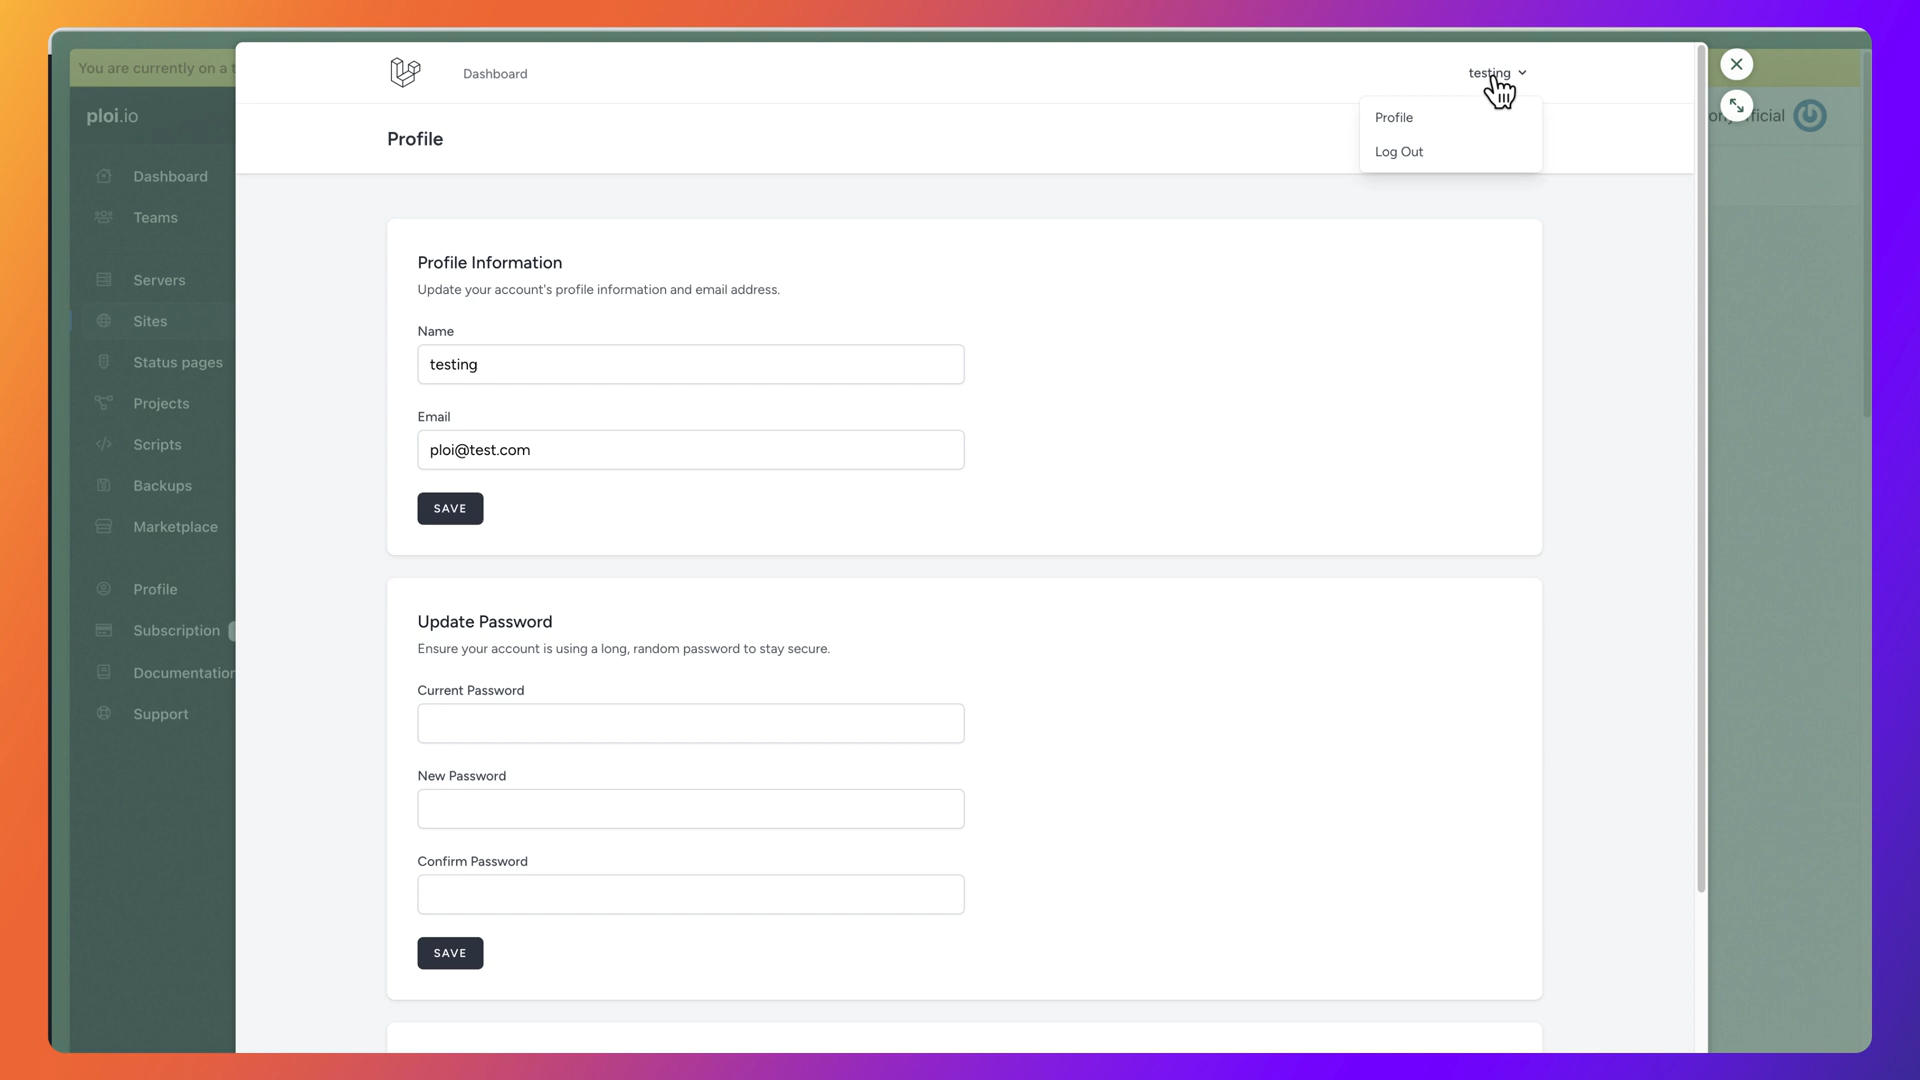 You are currently on a t
ploi.io
Dashboard
Teams
Servers
Sites
Status pages
Projects
Scripts
Backups
Marketplace
Profile
Subscription
Documentation
Support
Dashboard
testing
Profile
Log Out
Profile
Profile Information
Update your account's profile information and email address.
Name
testing
Email
ploi@test.com
SAVE
Update Password
Ensure your account is using a long, random password to stay secure.
Current Password
New Password
Confirm Password
SAVE